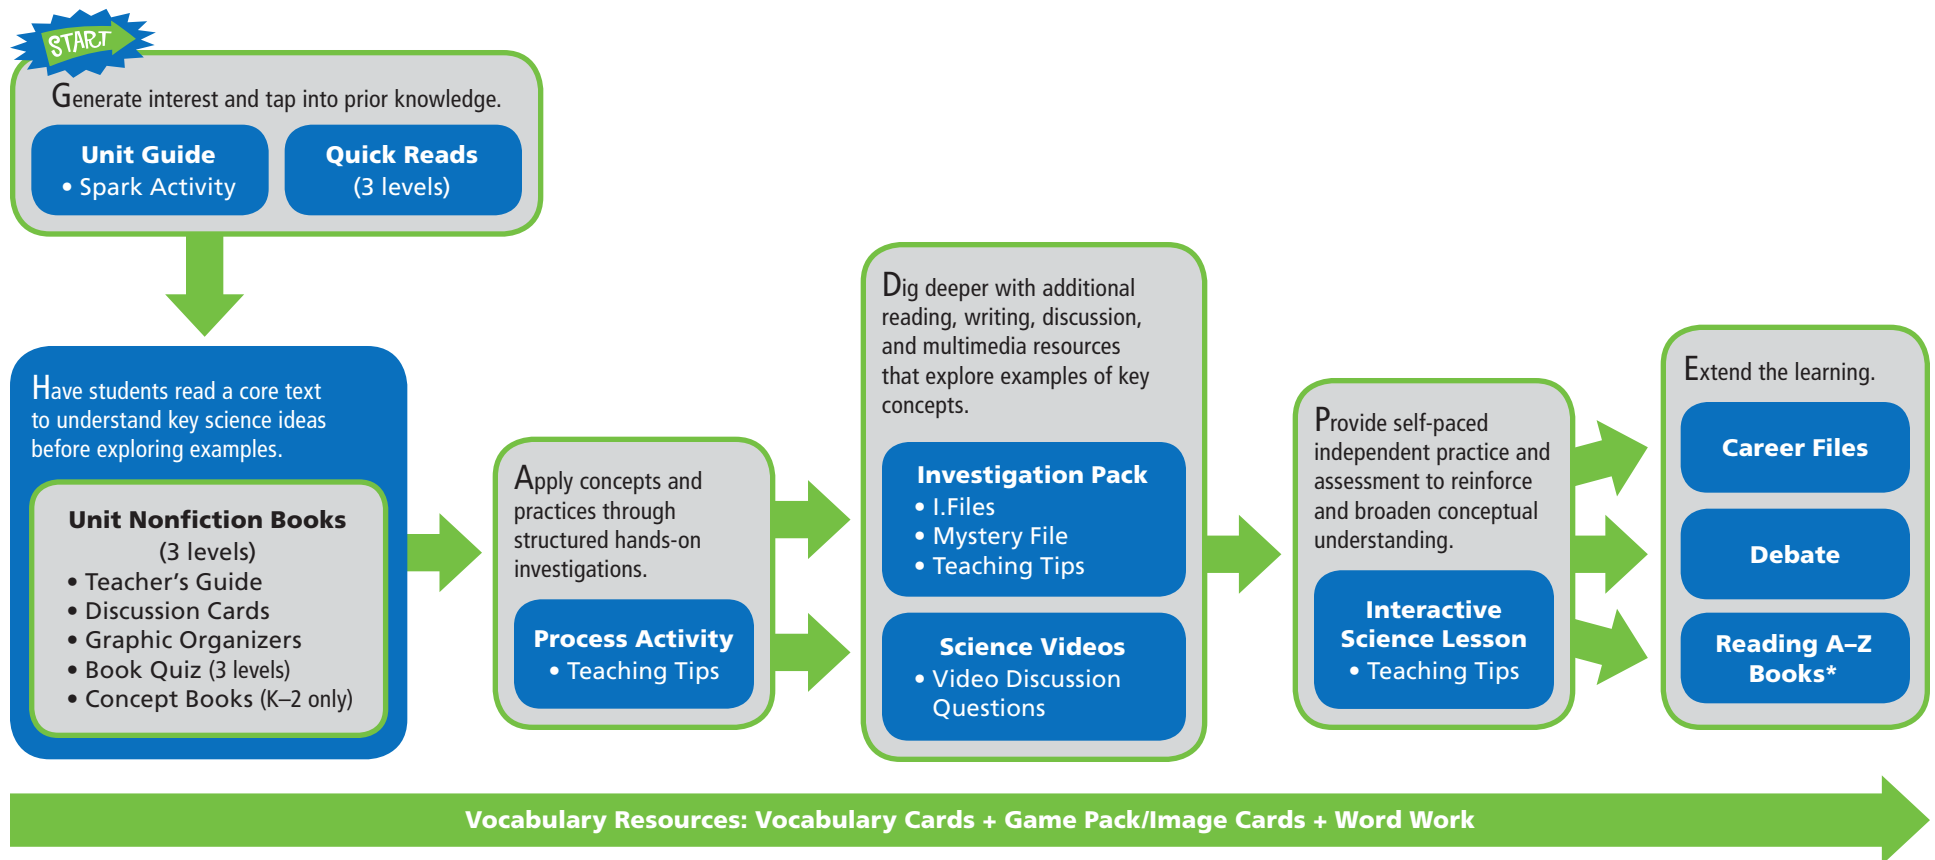 START
Generate interest and tap into prior knowledge.
Unit Guide
• Spark Activity
Quick Reads
(3 levels)
Have students read a core text
to understand key science ideas
before exploring examples.
Unit Nonfiction Books
(3 levels)
• Teacher’s Guide
• Discussion Cards
• Graphic Organizers
• Book Quiz (3 levels)
• Concept Books (K–2 only)
Apply concepts and
practices through
structured hands-on
investigations.
Process Activity
• Teaching Tips
Dig deeper with additional
reading, writing, discussion,
and multimedia resources
that explore examples of key
concepts.
Investigation Pack
• I.Files
• Mystery File
• Teaching Tips
Science Videos
• Video Discussion
Questions
Provide self-paced
independent practice and
assessment to reinforce
and broaden conceptual
understanding.
Interactive
Science Lesson
• Teaching Tips
Extend the learning.
Career Files
Debate
Reading A–Z
Books*
Vocabulary Resources: Vocabulary Cards + Game Pack/Image Cards + Word Work